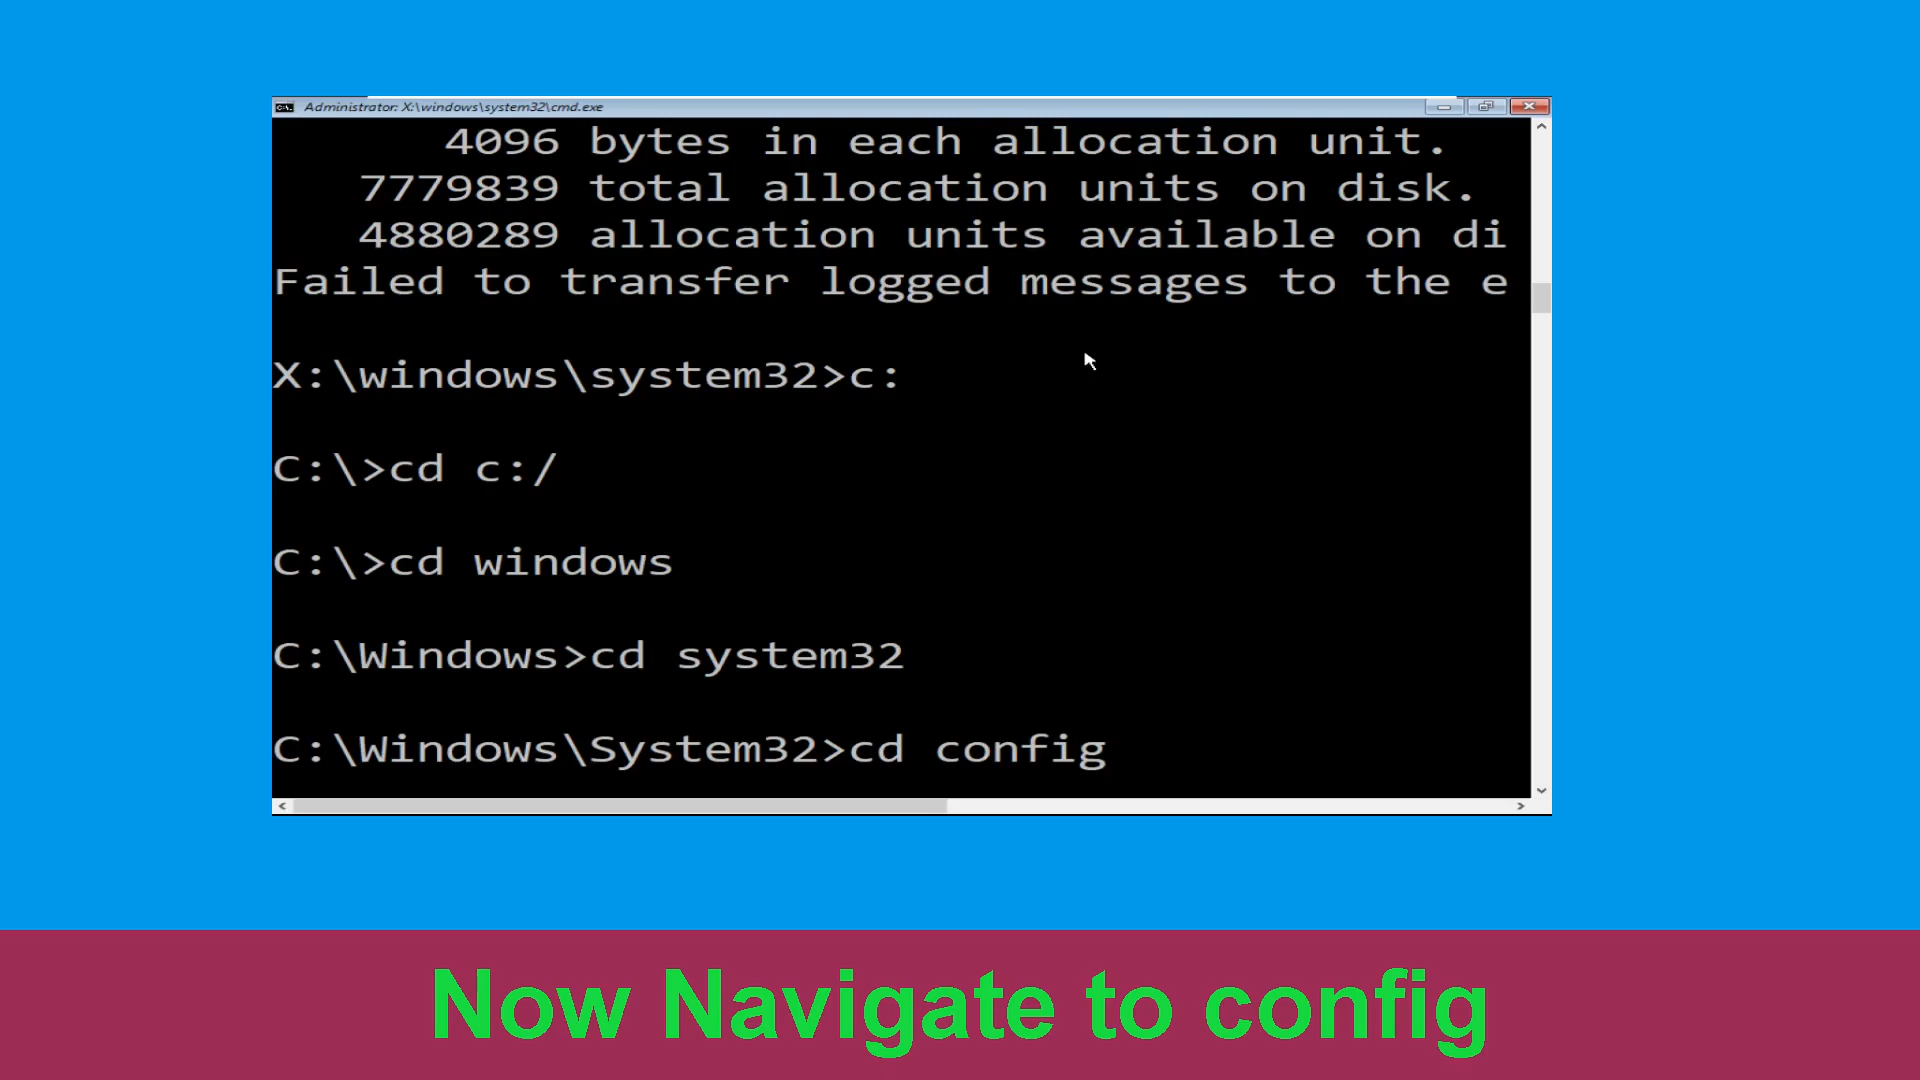 Administrator: X:\windows\system32\cmd.exe
4096 bytes in each allocation unit.
7779839 total allocation units on disk.
4880289 allocation units available on di
Failed to transfer logged messages to the e
X:\windows\system32>c:
C:\>cd c:/
C:\>cd windows
C:\Windows>cd system32
C:\Windows\System32>cd config
Now Navigate to config